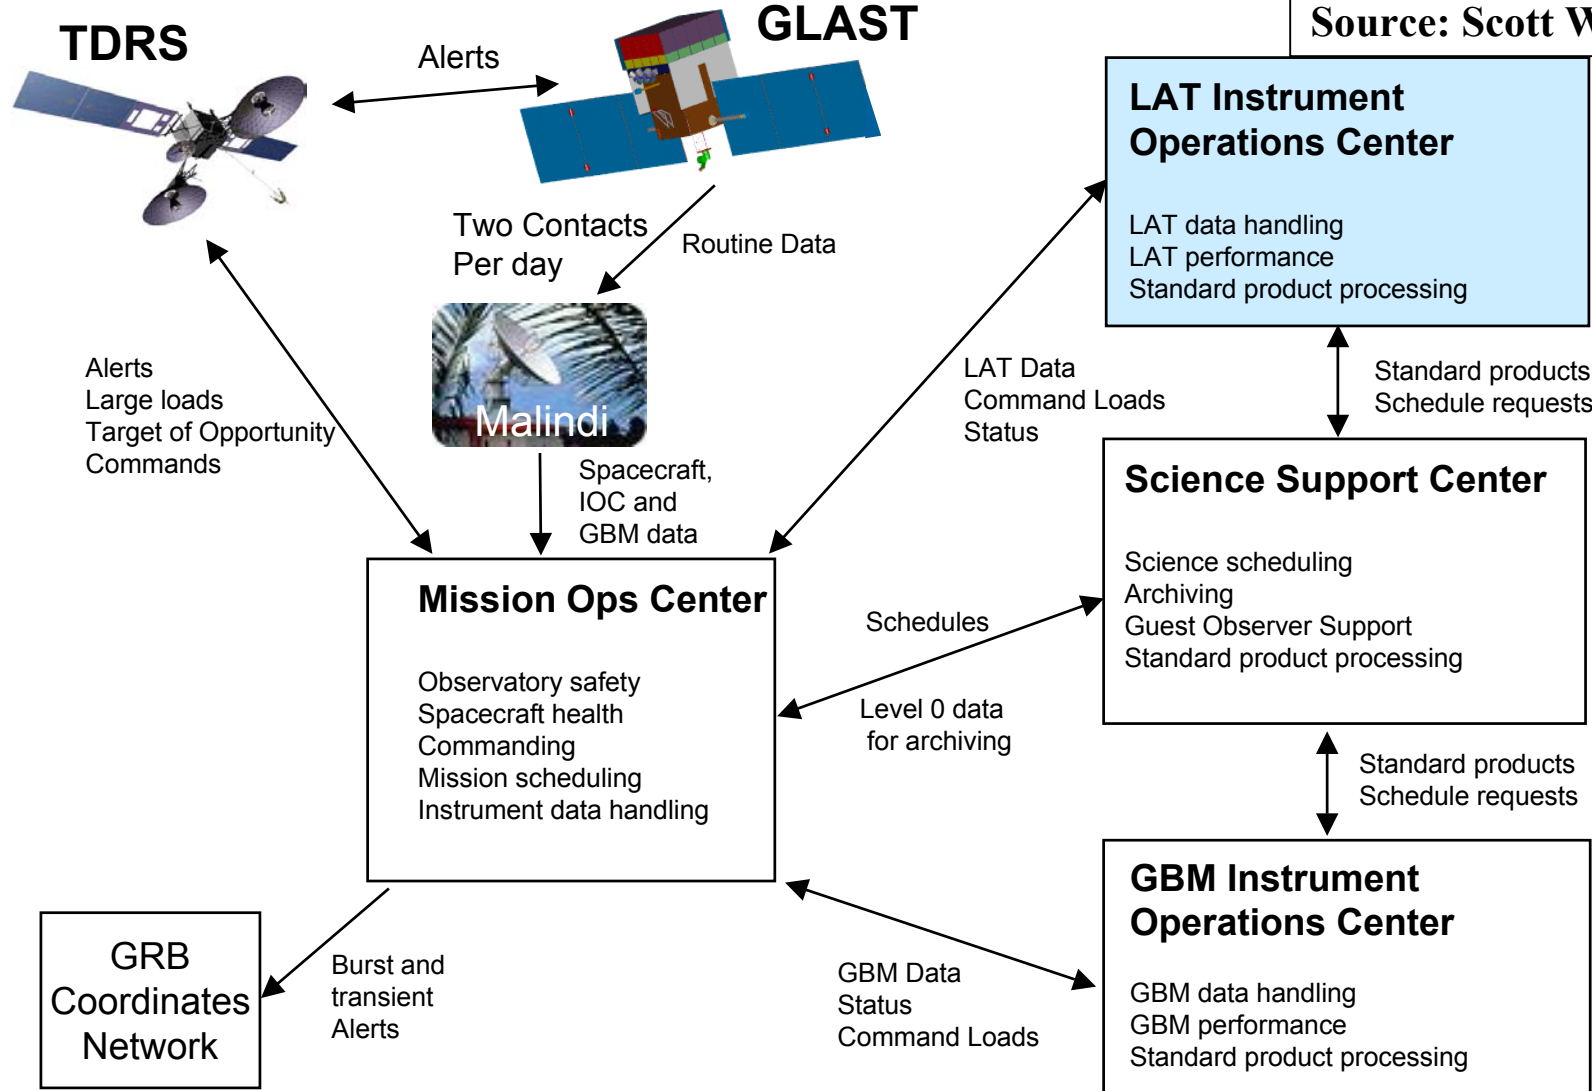 TDRS
Alerts
GLAST
Source: Scott
LAT Instrument
Operations Center
LAT data handling
LAT performance
Standard product processing
Two Contacts
Per day
Routine Data
Malindi
Alerts
Large loads
Target of Opportunity
Commands
LAT Data
Command Loads
Status
Standard products
Schedule requests
Spacecraft,
IOC and
GBM data
Science Support Center
Science scheduling
Archiving
Guest Observer Support
Standard product processing
Mission Ops Center
Observatory safety
Spacecraft health
Commanding
Mission scheduling
Instrument data handling
Schedules
Level 0 data
for archiving
Standard products
Schedule requests
GBM Instrument
Operations Center
GBM data handling
GBM performance
Standard product processing
GRB
Coordinates
Network
Burst and
transient
Alerts
GBM Data
Status
Command Loads